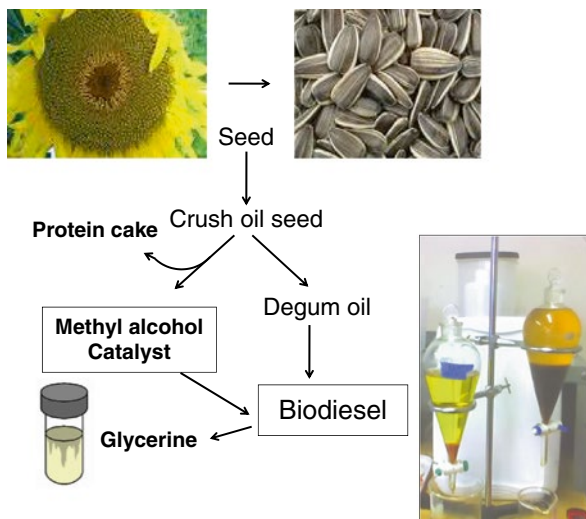 Seed
Crush oil seed
Protein cake
Degum oil
Methyl alcohol
Catalyst
Biodiesel
Glycerine